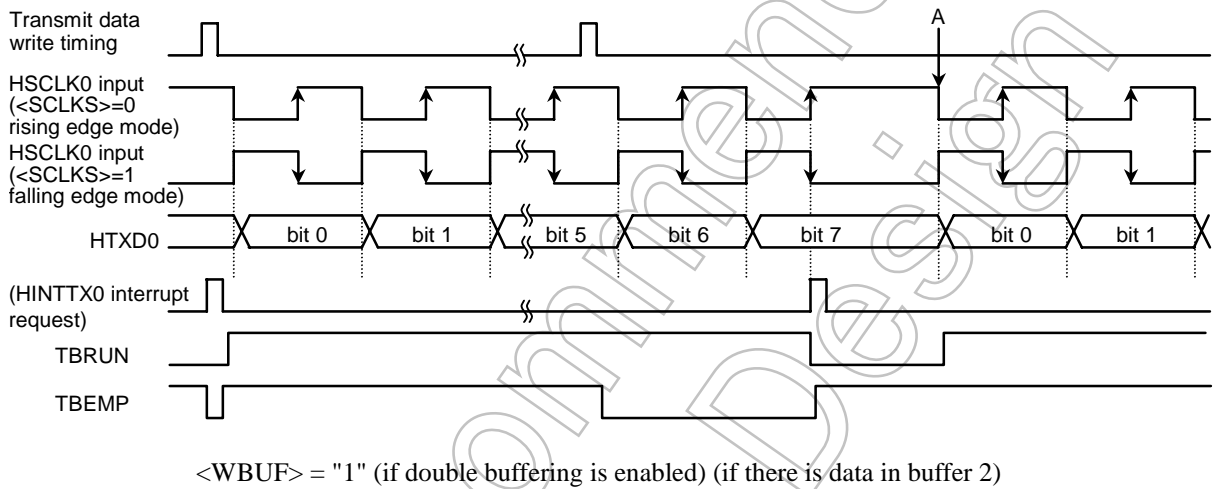 Transmit data
write timing
A
HSCLK0 input
(<SCLKS>=0
rising edge mode)
HSCLK0 input
(<SCLKS>=1
falling edge mode)
HTXD0 bit 0 bit 1 bit 5 bit 6 bit 7 bit 0 bit 1
(HINTTX0 interrupt
request)
TBRUN
TBEMP
<WBUF> = "1" (if double buffering is enabled) (if there is data in buffer 2)